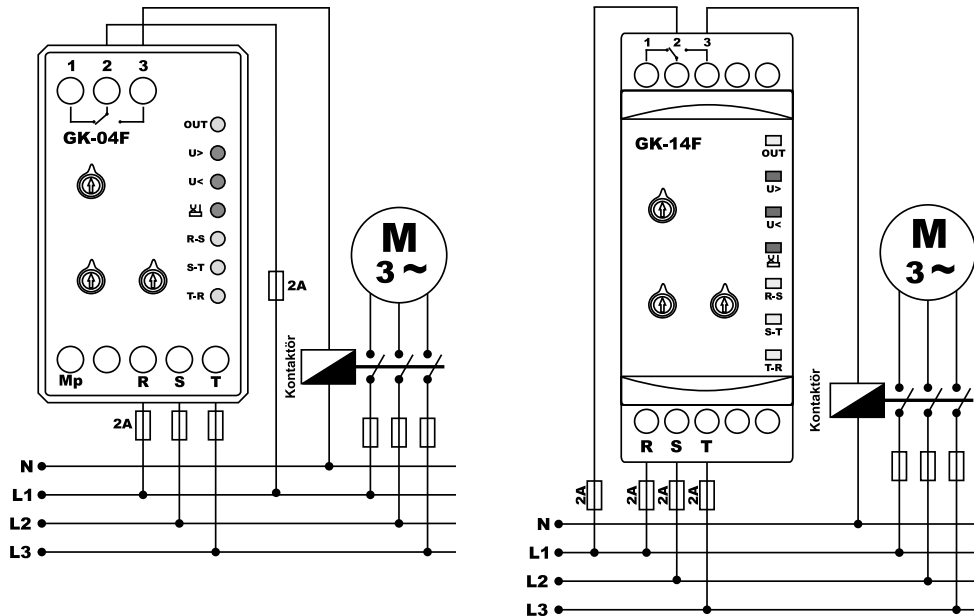 1 2 3
GK-04F
OUT
U>
U<
R-S
S-T
T-R
2A
M
3~
Kontaktör
Mp R S T
2A
N
L1
L2
L3
1 2 3
GK-14F
OUT
U>
U<
R-S
S-T
T-R
M
3~
Kontaktör
R S T
2A 2A 2A 2A
N
L1
L2
L3